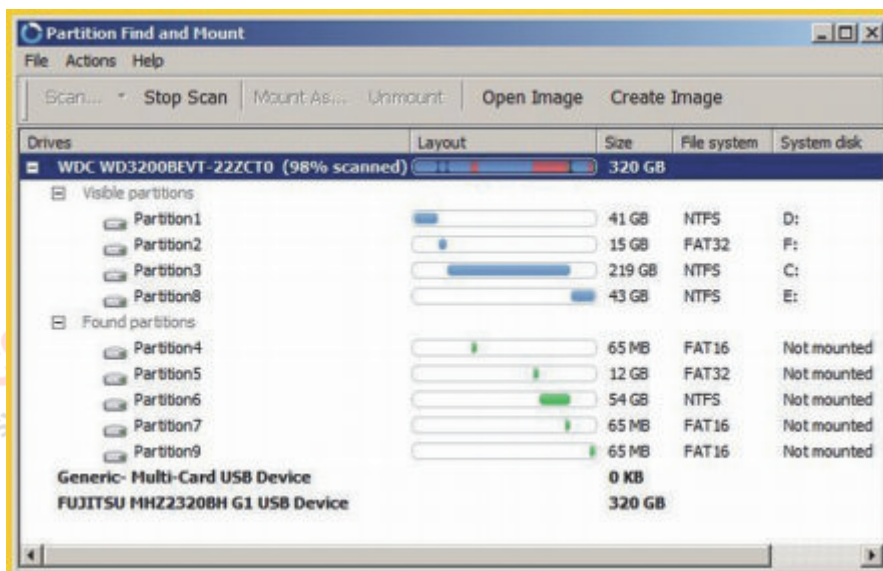 Partition Find and Mount
File Actions Help
Scan... Stop Scan Mount As... Unmount Open Image Create Image
Drives Layout Size File system System disk
WDC WD3200BEVT-22ZCT0 (98% scanned) 320 GB
Visible partitions
Partition1 41 GB NTFS D:
Partition2 15 GB FAT32 F:
Partition3 219 GB NTFS C:
Partition8 43 GB NTFS E:
Found partitions
Partition4 65 MB FAT16 Not mounted
Partition5 12 GB FAT32 Not mounted
Partition6 54 GB NTFS Not mounted
Partition7 65 MB FAT16 Not mounted
Partition9 65 MB FAT16 Not mounted
Generic- Multi-Card USB Device 0 KB
FUJITSU MHZ2320BH G1 USB Device 320 GB